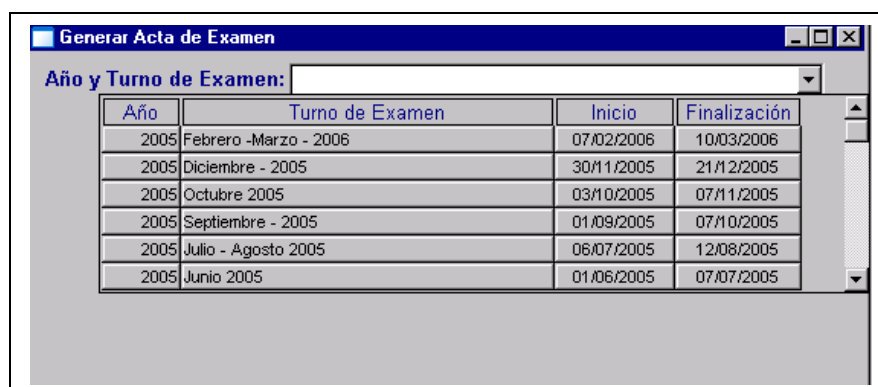 Generar Acta de Examen
Año y Turno de Examen:
Año Turno de Examen Inicio Finalización
2005 Febrero -Marzo - 2006 07/02/2006 10/03/2006
2005 Diciembre - 2005 30/11/2005 21/12/2005
2005 Octubre 2005 03/10/2005 07/11/2005
2005 Septiembre - 2005 01/09/2005 07/10/2005
2005 Julio - Agosto 2005 06/07/2005 12/08/2005
2005 Junio 2005 01/06/2005 07/07/2005